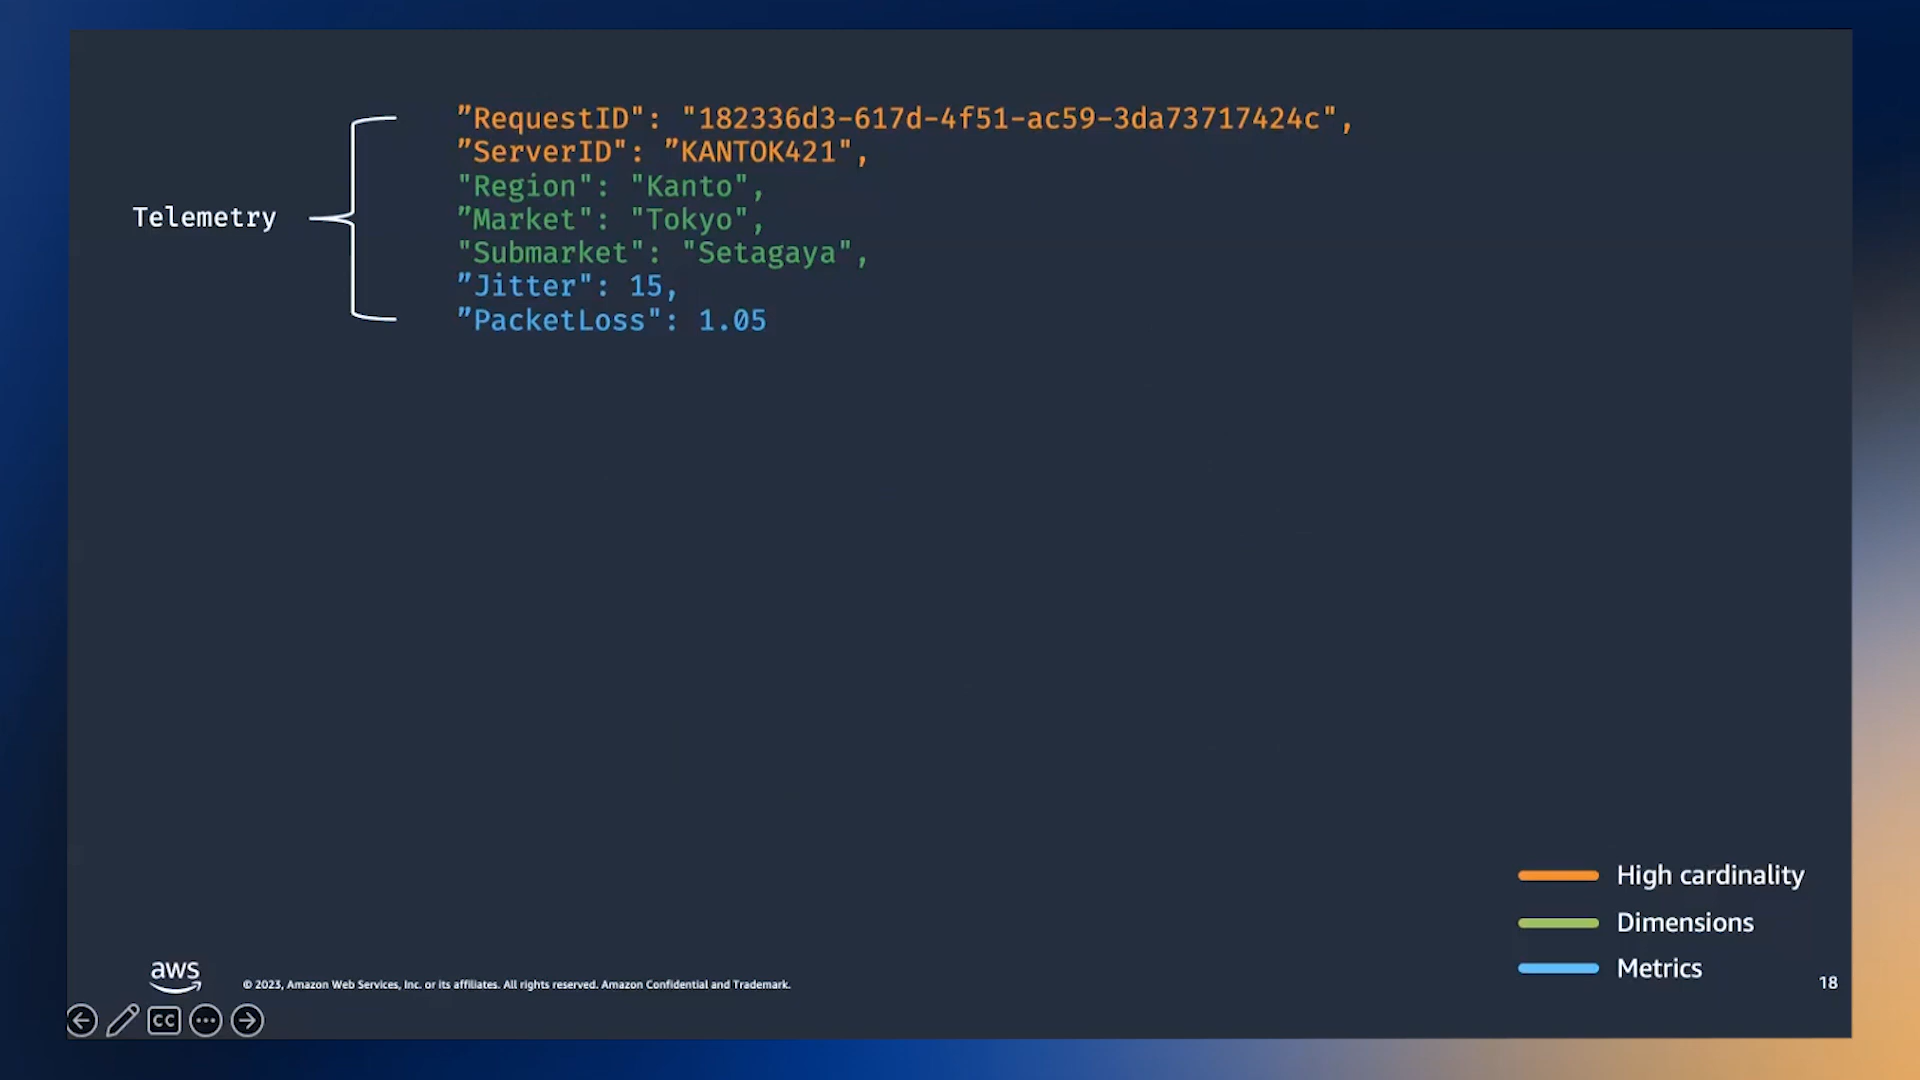 ”RequestID": "182336d3-617d-4f51-ac59-3da73717424c",
”ServerID": ”KANTOK421",
"Region": "Kanto",
Telemetry
”Market": "Tokyo",
"Submarket": "Setagaya",
”Jitter": 15,
”PacketLoss": 1.05
High cardinality
Dimensions
Metrics
aws
© 2023, Amazon Web Services, Inc. or its affiliates. All rights reserved. Amazon Confidential and Trademark.
18
CC